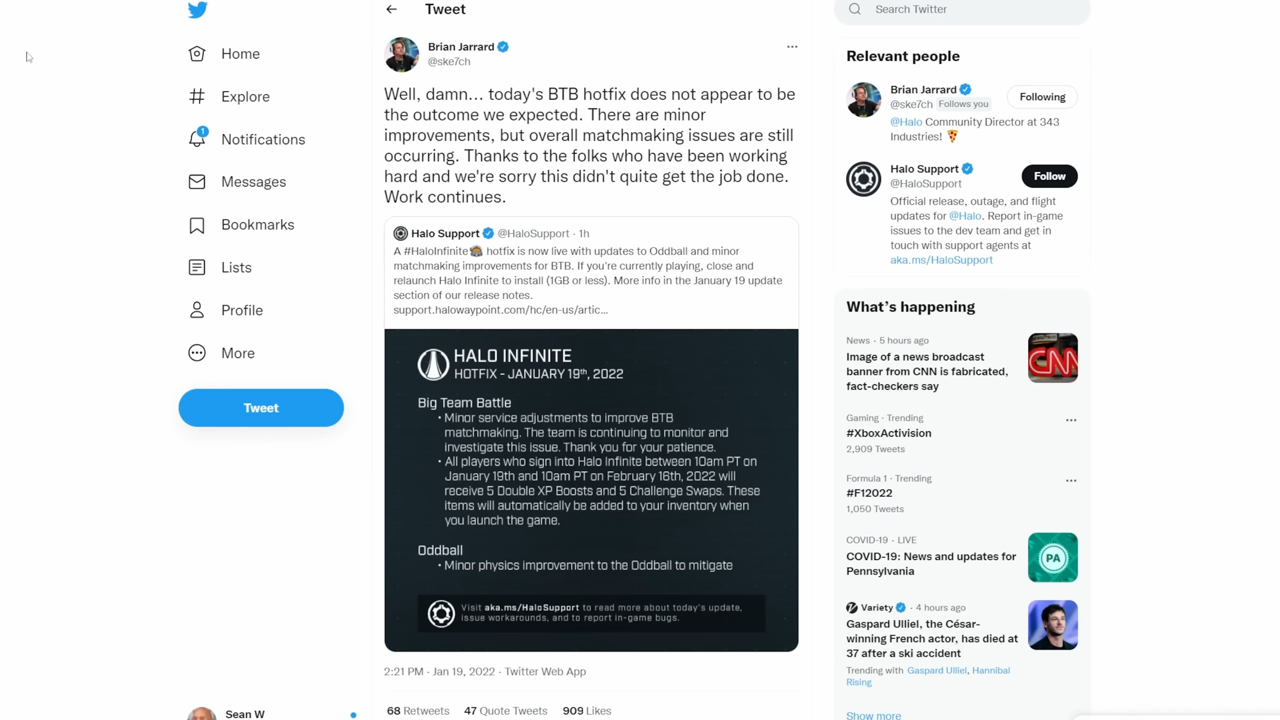 Home
Explore
1
Notifications
Messages
Bookmarks
Lists
Profile
More
Tweet
Sean W
Tweet
Brian Jarrard
@ske7ch
Well, damn... today's BTB hotfix does not appear to be
the outcome we expected. There are minor
improvements, but overall matchmaking issues are still
occurring. Thanks to the folks who have been working
hard and we're sorry this didn't quite get the job done.
Work continues.
Halo Support @HaloSupport · 1h
A #HaloInfinite hotfix is now live with updates to Oddball and minor
matchmaking improvements for BTB. If you're currently playing, close and
relaunch Halo Infinite to install (1GB or less). More info in the January 19 update
section of our release notes.
support.halowaypoint.com/hc/en-us/artic...
HALO INFINITE
HOTFIX - JANUARY 19th, 2022
Big Team Battle
• Minor service adjustments to improve BTB
matchmaking. The team is continuing to monitor and
investigate this issue. Thank you for your patience.
• All players who sign into Halo Infinite between 10am PT on
January 19th and 10am PT on February 16th, 2022 will
receive 5 Double XP Boosts and 5 Challenge Swaps. These
items will automatically be added to your inventory when
you launch the game.
Oddball
• Minor physics improvement to the Oddball to mitigate
Visit aka.ms/HaloSupport to read more about today's update,
issue workarounds, and to report in-game bugs.
2:21 PM · Jan 19, 2022 · Twitter Web App
68 Retweets 47 Quote Tweets 909 Likes
Search Twitter
Relevant people
Brian Jarrard
@ske7ch Follows you
Following
@Halo Community Director at 343
Industries!
Halo Support
@HaloSupport
Follow
Official release, outage, and flight
updates for @Halo. Report in-game
issues to the dev team and get in
touch with support agents at
aka.ms/HaloSupport
What's happening
News · 5 hours ago
Image of a news broadcast
banner from CNN is fabricated,
fact-checkers say
CNN
Gaming · Trending
#XboxActivision
2,909 Tweets
Formula 1 · Trending
#F12022
1,050 Tweets
COVID-19 · LIVE
COVID-19: News and updates for
Pennsylvania
PA
Variety · 4 hours ago
Gaspard Ulliel, the César-
winning French actor, has died at
37 after a ski accident
Trending with Gaspard Ulliel, Hannibal
Rising
Show more